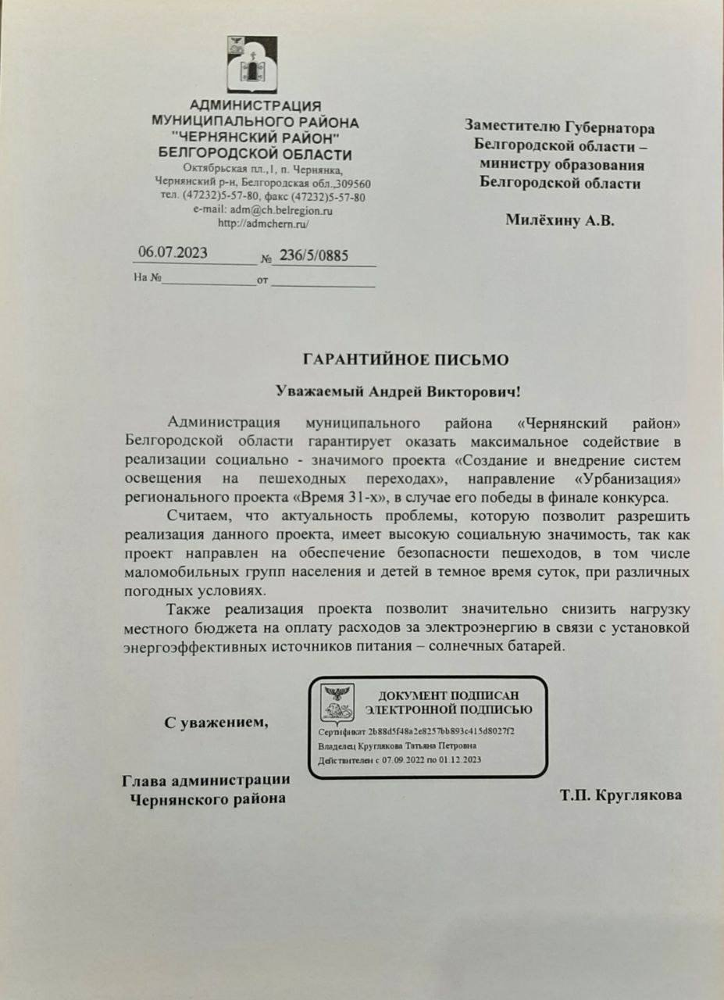 АДМИНИСТРАЦИЯ
МУНИЦИПАЛЬНОГО РАЙОНА
"ЧЕРНЯНСКИЙ РАЙОН"
БЕЛГОРОДСКОЙ ОБЛАСТИ
Октябрьская пл.,1, п. Чернянка,
Чернянский р-н, Белгородская обл.,309560
тел. (47232)5-57-80, факс (47232)5-57-80
e-mail: adm@ch.belregion.ru
http://admchern.ru/
06.07.2023 № 236/5/0885
На № от
Заместителю Губернатора
Белгородской области –
министру образования
Белгородской области
Милёхину А.В.
ГАРАНТИЙНОЕ ПИСЬМО
Уважаемый Андрей Викторович!
Администрация муниципального района «Чернянский район»
Белгородской области гарантирует оказать максимальное содействие в
реализации социально - значимого проекта «Создание и внедрение систем
освещения на пешеходных переходах», направление «Урбанизация»
регионального проекта «Время 31-х», в случае его победы в финале конкурса.
Считаем, что актуальность проблемы, которую позволит разрешить
реализация данного проекта, имеет высокую социальную значимость, так как
проект направлен на обеспечение безопасности пешеходов, в том числе
маломобильных групп населения и детей в темное время суток, при различных
погодных условиях.
Также реализация проекта позволит значительно снизить нагрузку
местного бюджета на оплату расходов за электроэнергию в связи с установкой
энергоэффективных источников питания – солнечных батарей.
С уважением,
ДОКУМЕНТ ПОДПИСАН
ЭЛЕКТРОННОЙ ПОДПИСЬЮ
Сертификат 2b88d5f48a2e8257bb893c415d8027f2
Владелец Круглякова Татьяна Петровна
Действителен с 07.09.2022 по 01.12.2023
Глава администрации
Чернянского района
Т.П. Круглякова